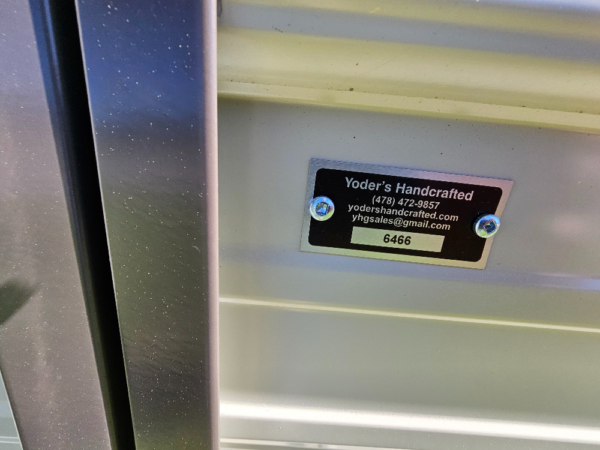 Yoder's Handcrafted
(478) 472-9857
yodershandcrafted.com
yhgsales@gmail.com
6466